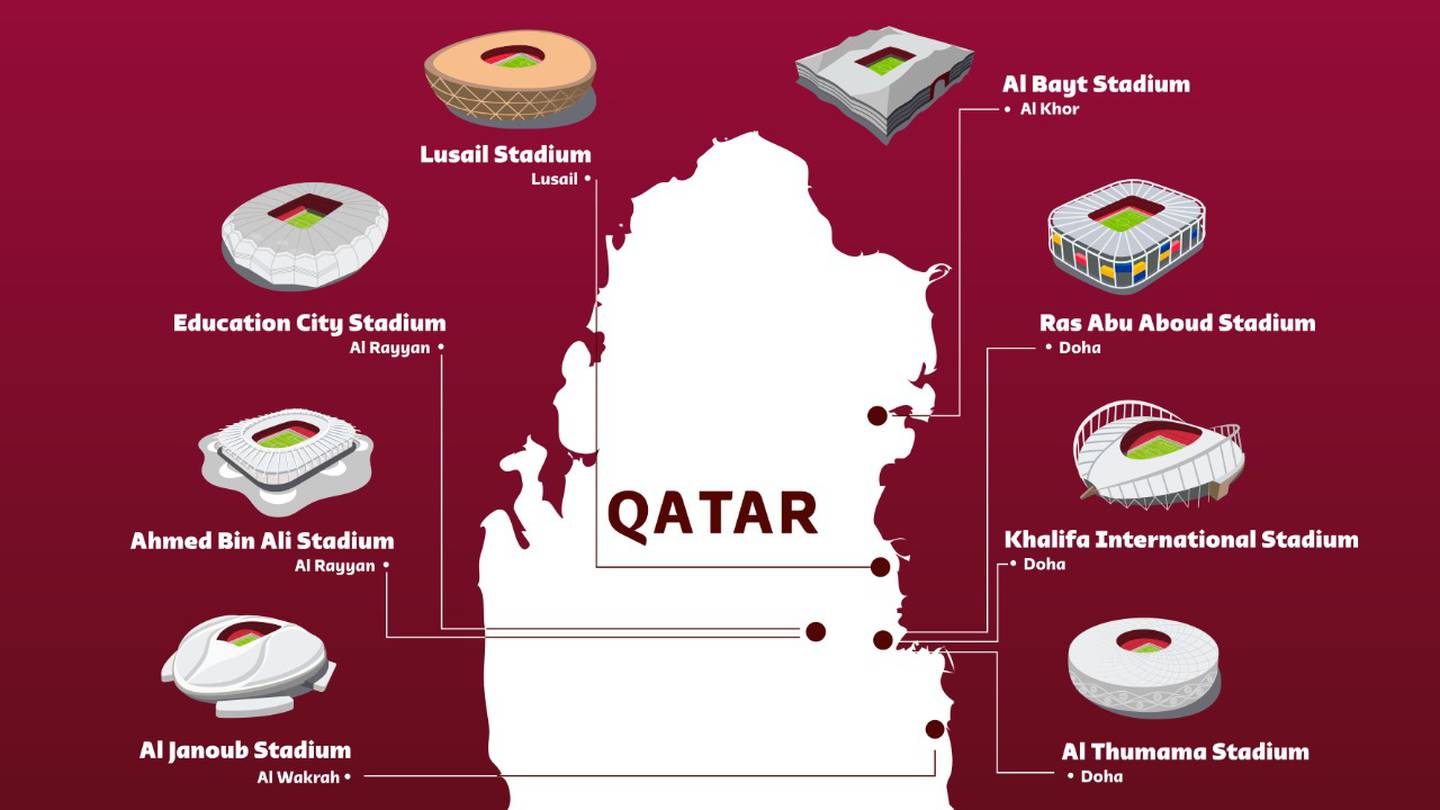 Lusail Stadium
Lusail •
Al Bayt Stadium
• Al Khor
Education City Stadium
Al Rayyan •
Ras Abu Aboud Stadium
• Doha
QATAR
Ahmed Bin Ali Stadium
Al Rayyan •
Khalifa International Stadium
• Doha
Al Janoub Stadium
Al Wakrah •
Al Thumama Stadium
• Doha